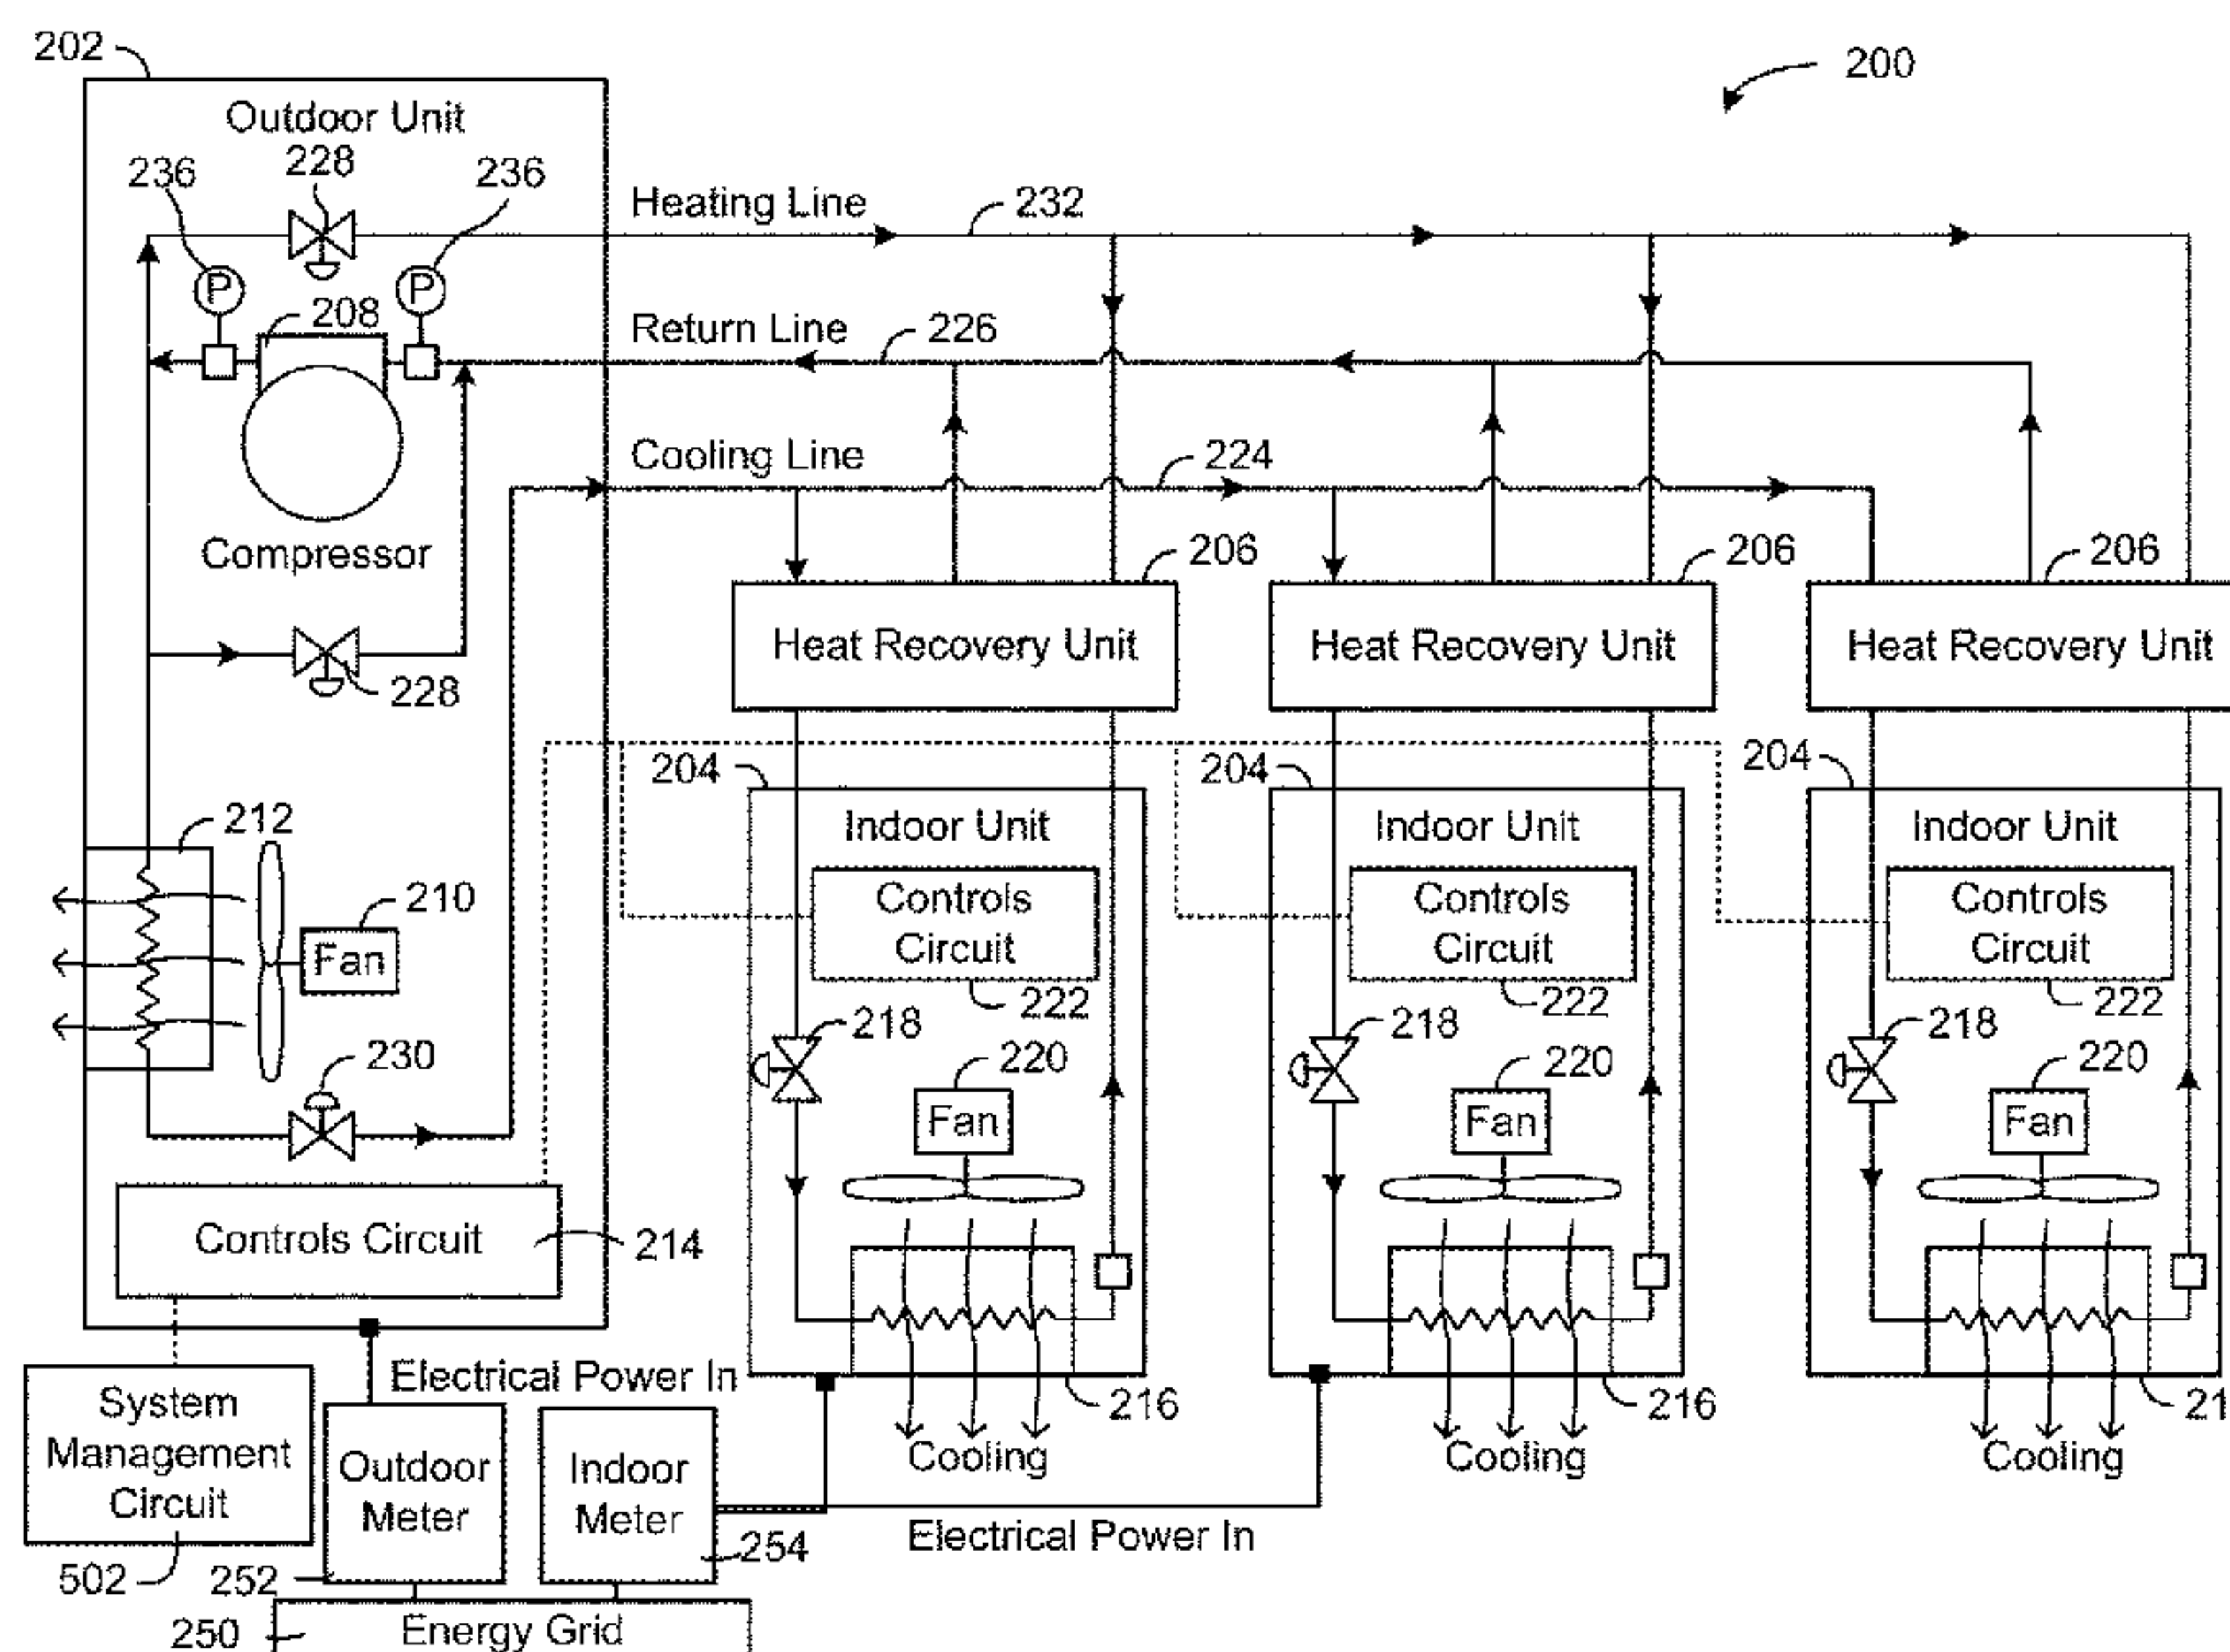 202
200
Outdoor Unit
236
228
236
Heating Line
232
P
P
208
Return Line
226
Cooling Line
224
Compressor
206
206
206
Heat Recovery Unit
Heat Recovery Unit
Heat Recovery Unit
228
204
204
204
212
Indoor Unit
Indoor Unit
Indoor Unit
210
Fan
Controls
Circuit
Controls
Circuit
Controls
Circuit
222
222
222
230
218
218
218
220
220
220
Fan
Fan
Fan
Controls Circuit
214
Electrical Power In
216
216
21
Cooling
Cooling
Cooling
System
Management
Circuit
Outdoor
Meter
Indoor
Meter
Electrical Power In
254
502
252
250
Energy Grid